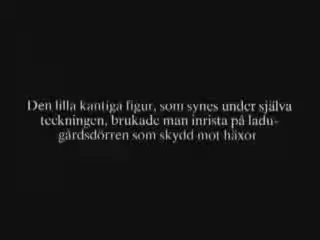 Den lilla kantiga figur, som synes under själva
teckningen, brukade man inrista på ladu-
gårdsdörren som skydd mot häxor